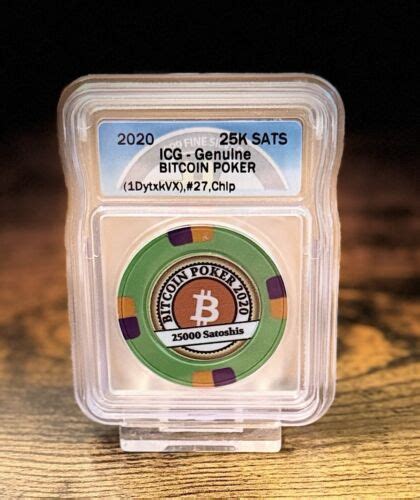 2020 25K SATS
ICG - Genuine
BITCOIN POKER
(1DytxkVX),#27,Chip
BITCOIN POKER 2020
25000 Satoshis